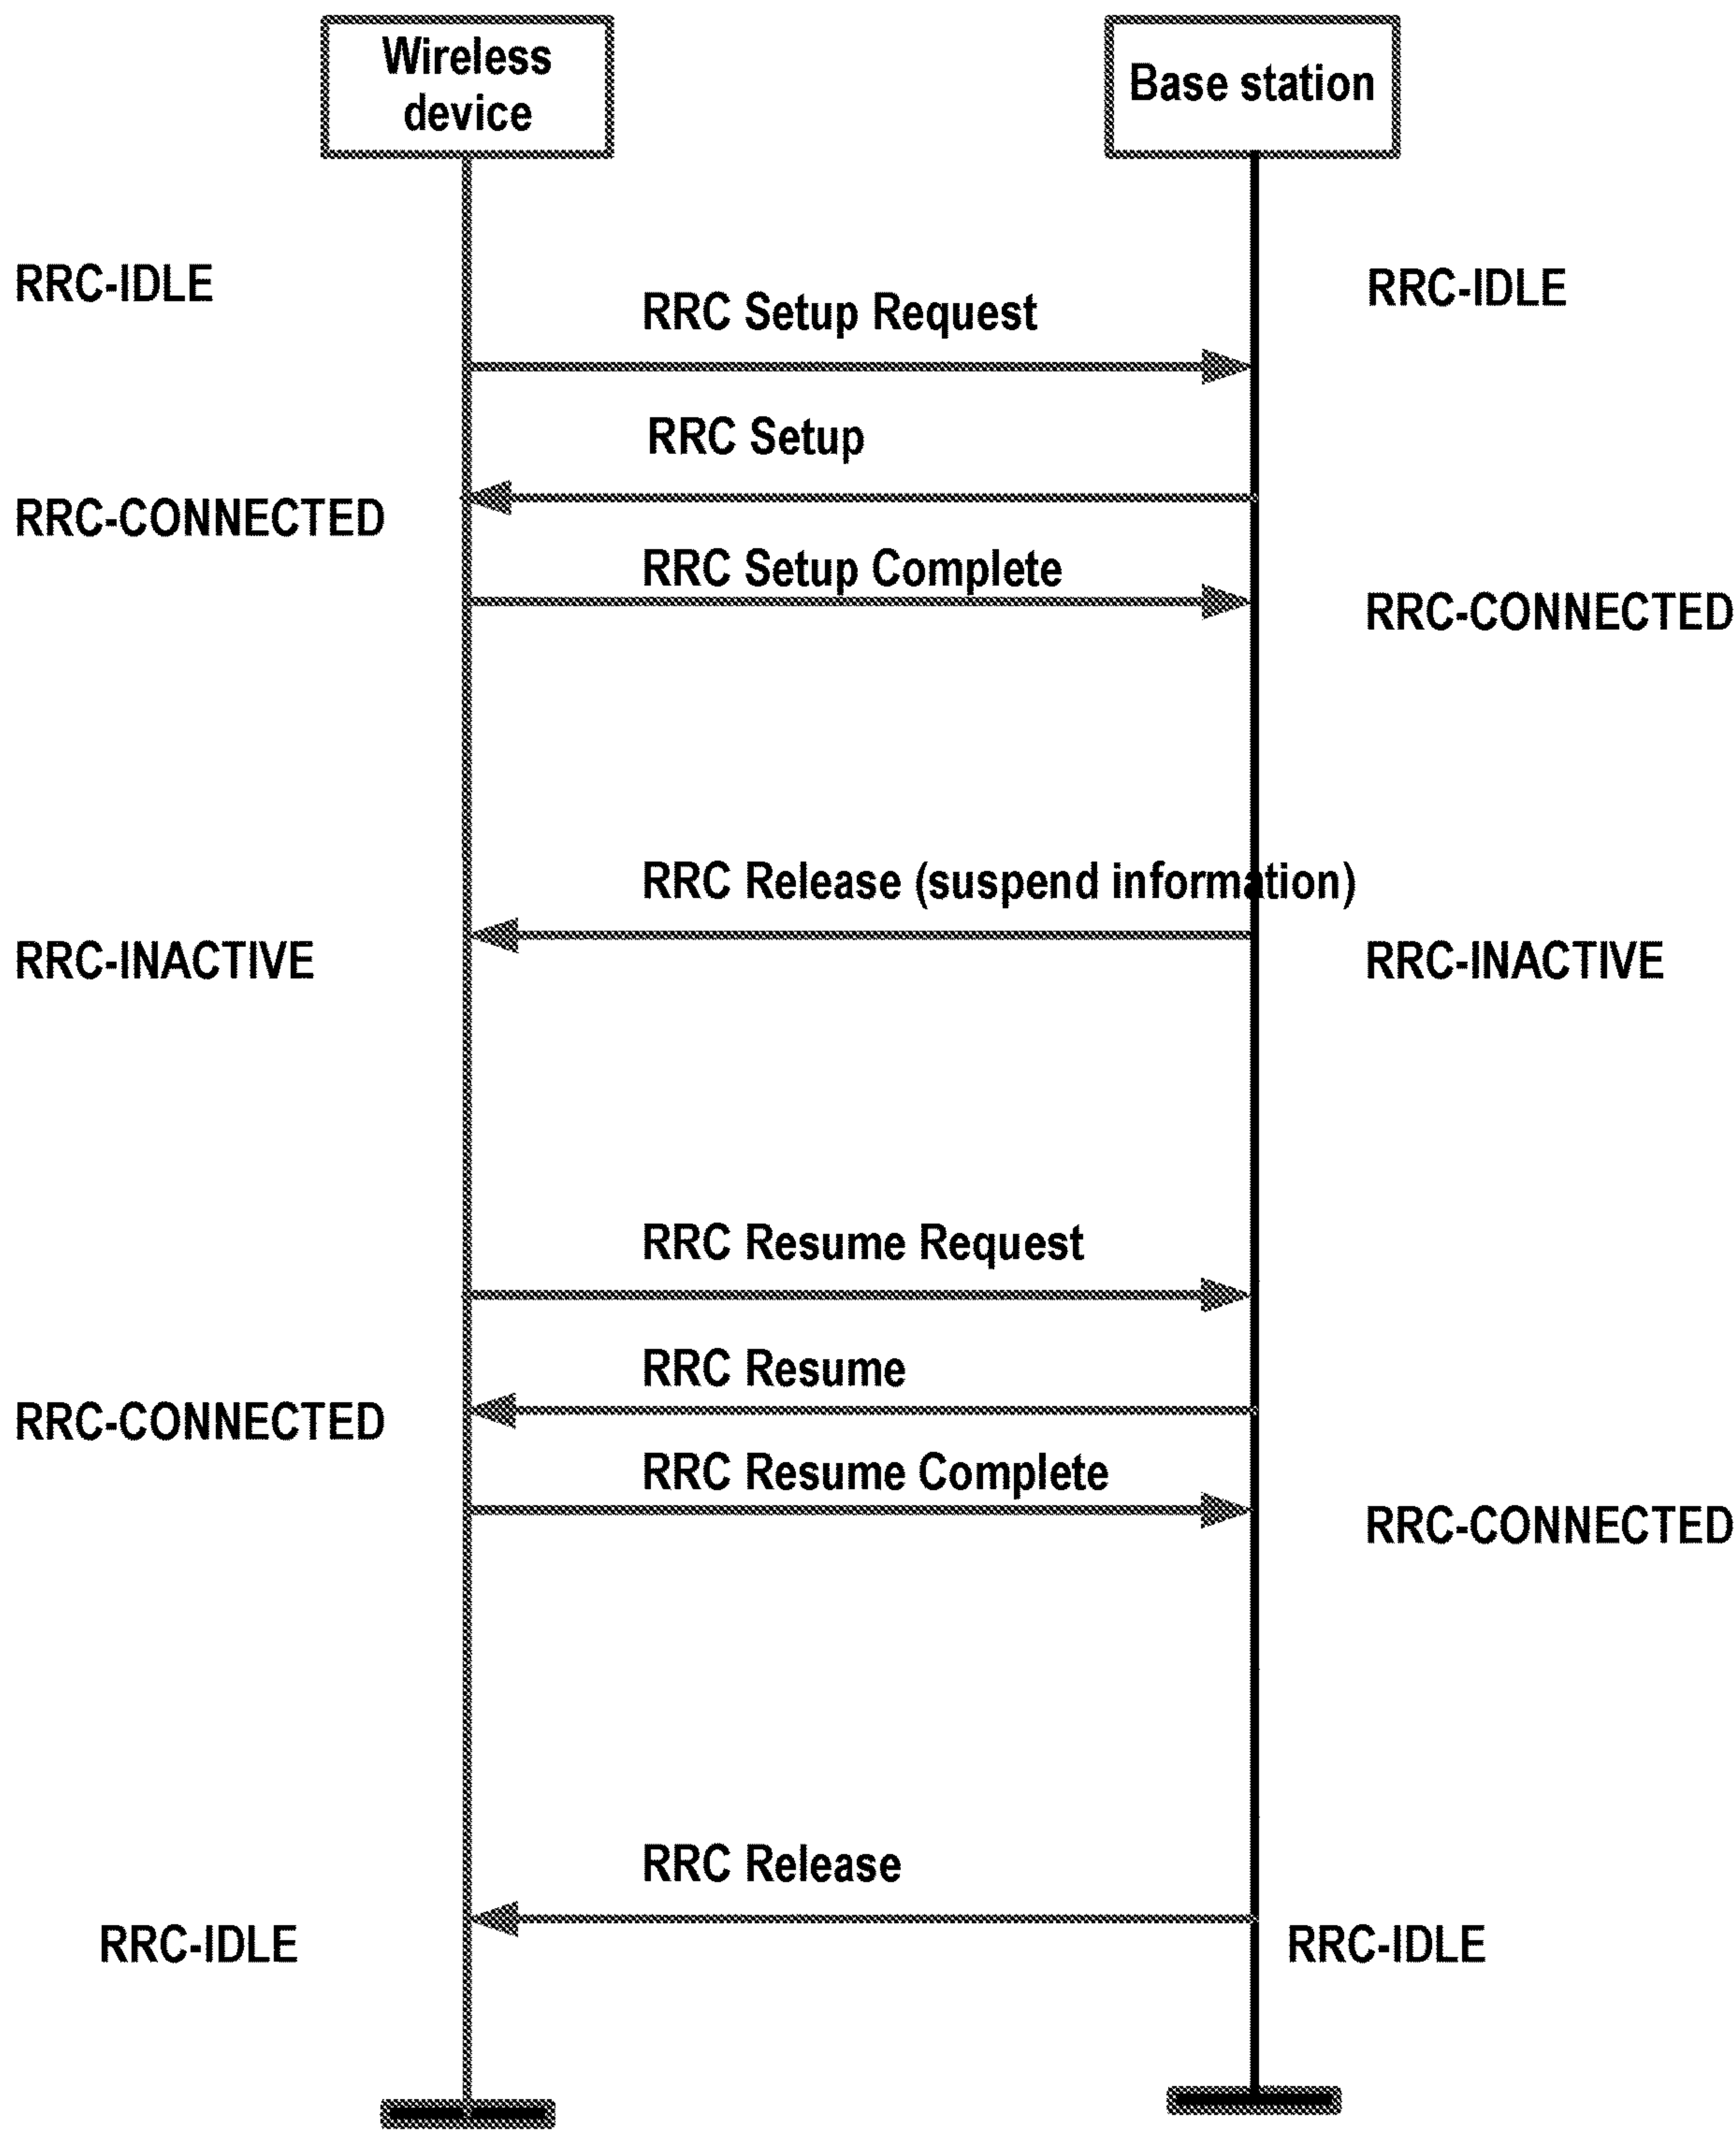 Wireless
device
Base station
RRC-IDLE
RRC-IDLE
RRC Setup Request
RRC Setup
RRC-CONNECTED
RRC Setup Complete
RRC-CONNECTED
RRC Release (suspend information)
RRC-INACTIVE
RRC-INACTIVE
RRC Resume Request
RRC Resume
RRC-CONNECTED
RRC Resume Complete
RRC-CONNECTED
RRC Release
RRC-IDLE
RRC-IDLE